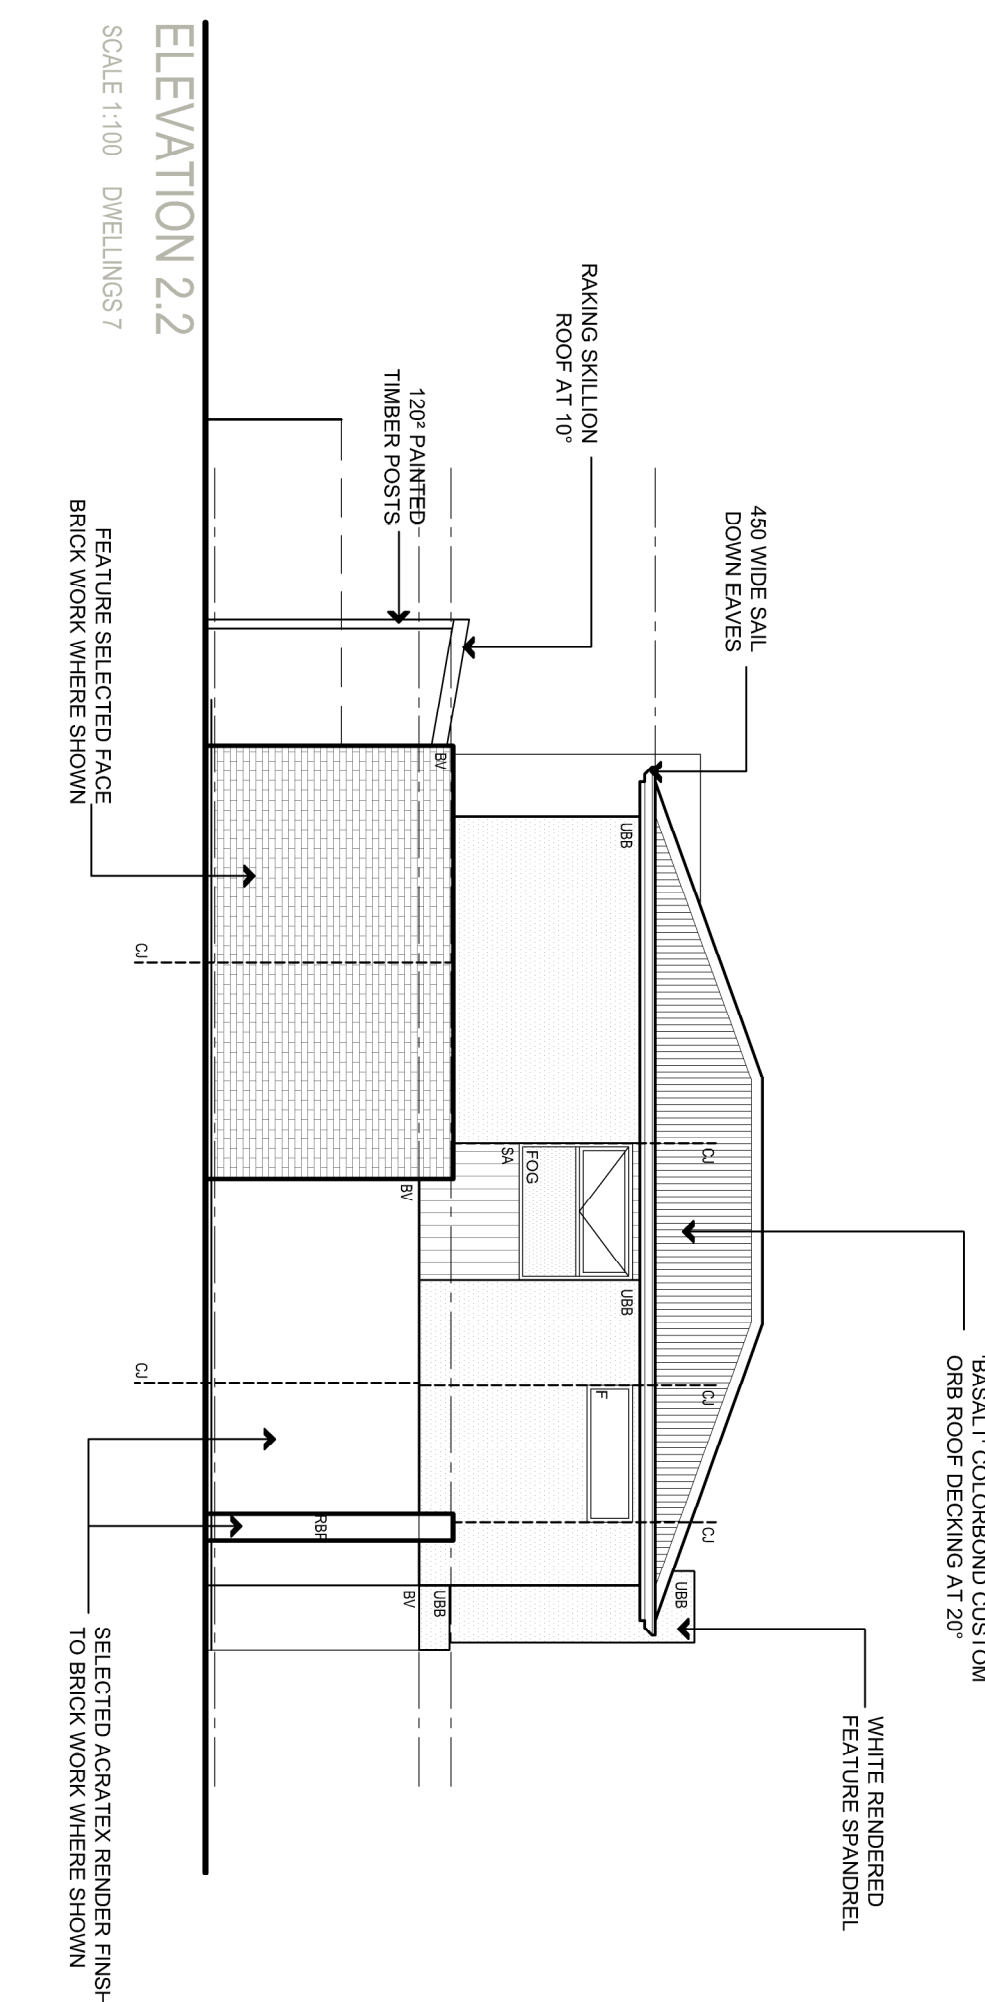 'BASALT' COLORBOND CUSTOM
ORB ROOF DECKING AT 20°
450 WIDE SAIL
DOWN EAVES
WHITE RENDERED
FEATURE SPANDREL
RAKING SKILLION
ROOF AT 10°
120² PAINTED
TIMBER POSTS
CJ
CJ
CJ
UBB
UBB
UBB
FOG
SA
F
BV
BV
UBB
BV
RBP
CJ
CJ
FEATURE SELECTED FACE
BRICK WORK WHERE SHOWN
SELECTED ACRATEX RENDER FINSH
TO BRICK WORK WHERE SHOWN
ELEVATION 2.2
SCALE 1:100 DWELLINGS 7